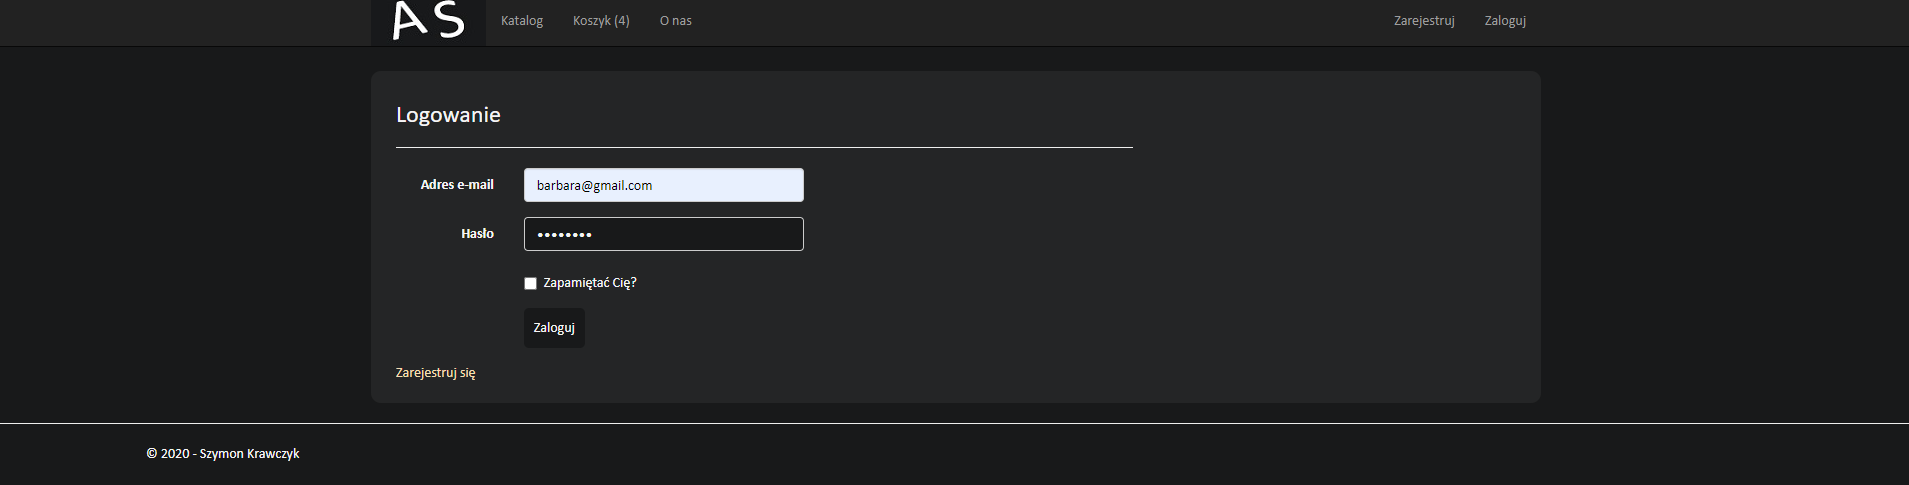 AS Katalog Koszyk (4) O nas Zarejestruj Zaloguj
Logowanie
Adres e-mail barbara@gmail.com
Hasło ••••••••
Zapamiętać Cię?
Zaloguj
Zarejestruj się
© 2020 - Szymon Krawczyk